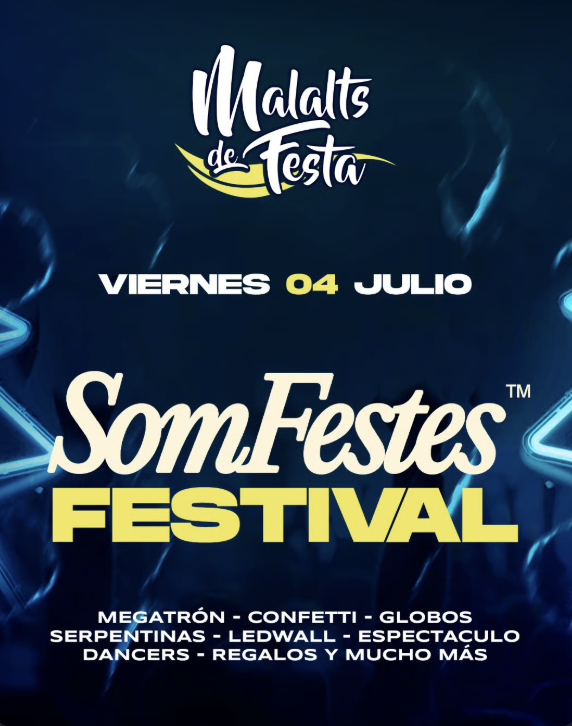 Malalts
de Festa
VIERNES 04 JULIO
SomFestes™
FESTIVAL
MEGATRÓN - CONFETTI - GLOBOS
SERPENTINAS - LEDWALL - ESPECTACULO
DANCERS - REGALOS Y MUCHO MÁS